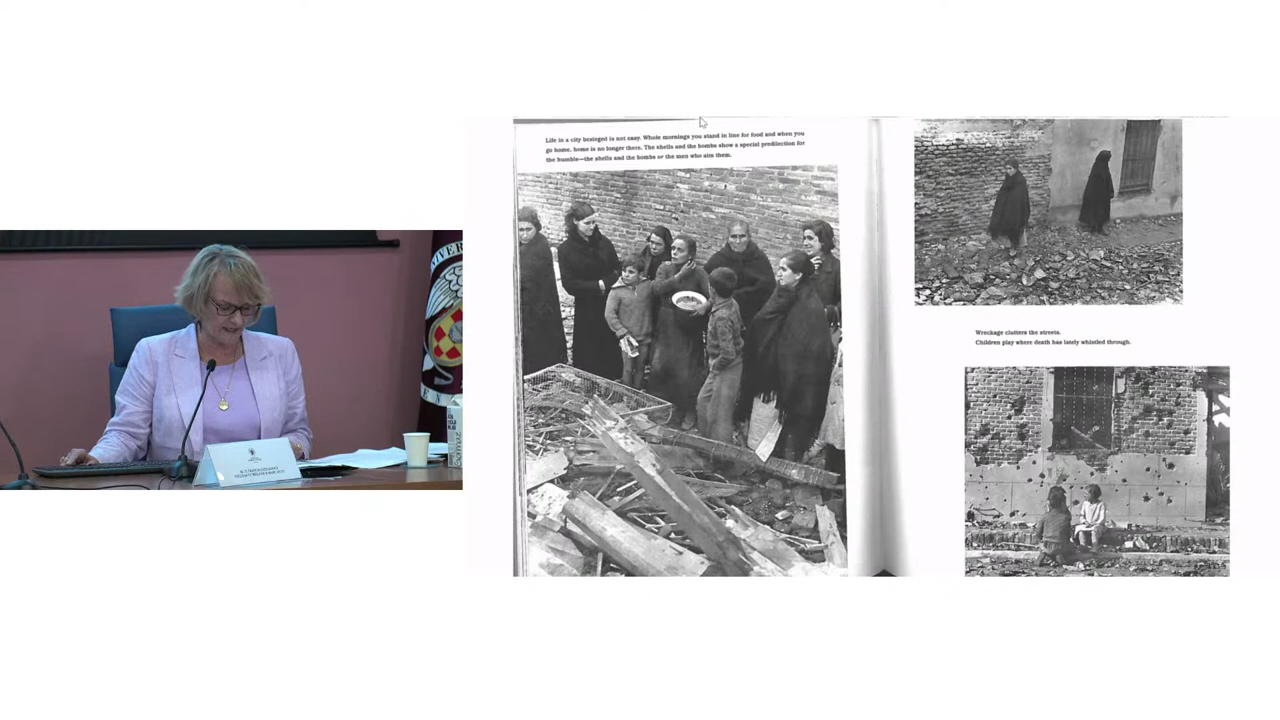 Life in a city besieged is not easy. Whole mornings you stand in line for food and when you
go home, home is no longer there. The shells and the bombs show a special predilection for
the humble—the shells and the bombs or the men who aim them.
Wreckage clutters the streets.
Children play where death has lately whistled through.